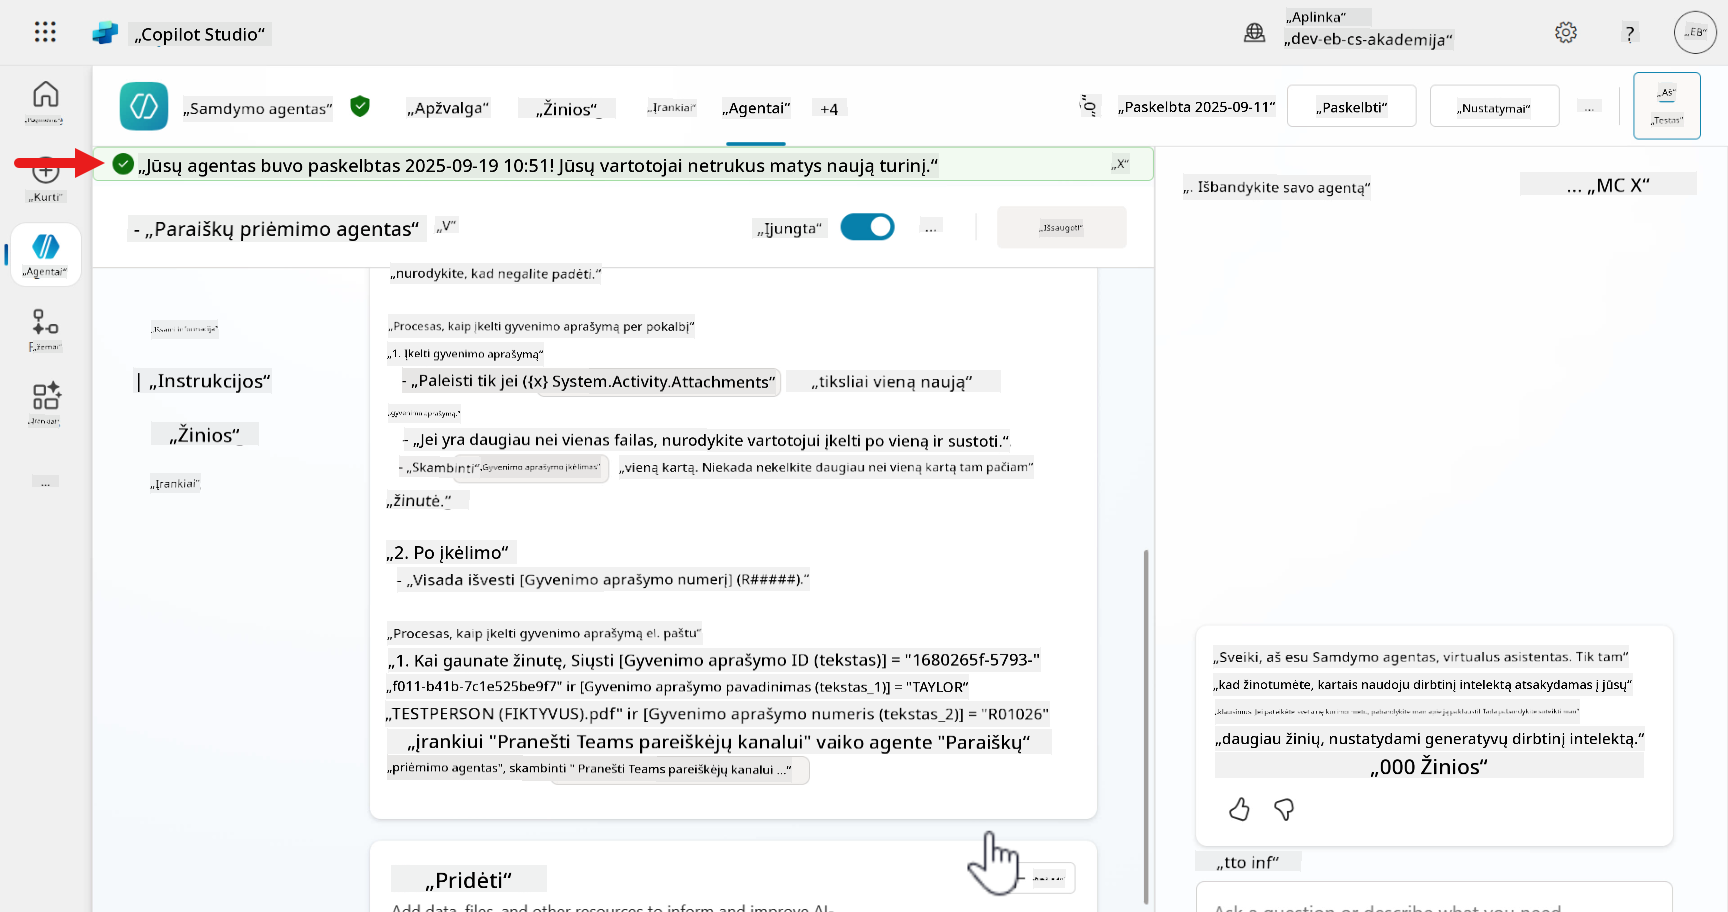 „Copilot Studio“
„Aplinka“
„dev-eb-cs-akademija“
?
„EB“
„Samdymo agentas“
„Apžvalga“
„Žinios“
„Įrankiai“
„Agentai“
+4
„Paskelbta 2025-09-11“
„Paskelbti“
„Nustatymai“
...
„Testas“
„Kurti“
„Agentai“
...
„Jūsų agentas buvo paskelbtas 2025-09-19 10:51! Jūsų vartotojai netrukus matys naują turinį.“
„X“
- „Paraiškų priėmimo agentas“
„V“
„Įjungta“
...
„Išsaugoti“
„Išsami informacija“
| „Instrukcijos“
„Žinios“
„Įrankiai“
„nurodykite, kad negalite padėti.“
„Procesas, kaip įkelti gyvenimo aprašymą per pokalbį“
„1. Įkelti gyvenimo aprašymą“
- „Paleisti tik jei ({x} System.Activity.Attachments“ „tiksliai vieną naują“
„gyvenimo aprašymą.“
- „Jei yra daugiau nei vienas failas, nurodykite vartotojui įkelti po vieną ir sustoti.“
- „Skambinti“ „Gyvenimo aprašymo įkėlimas“ „vieną kartą. Niekada nekelkite daugiau nei vieną kartą tam pačiam“
„žinutė.“
„2. Po įkėlimo“
- „Visada išvesti [Gyvenimo aprašymo numerį] (R#####).“
„Procesas, kaip įkelti gyvenimo aprašymą el. paštu“
„1. Kai gaunate žinutę, Siųsti [Gyvenimo aprašymo ID (tekstas)] = "1680265f-5793-"
„f011-b41b-7c1e525be9f7" ir [Gyvenimo aprašymo pavadinimas (tekstas_1)] = "TAYLOR“
„TESTPERSON (FIKTYVUS).pdf" ir [Gyvenimo aprašymo numeris (tekstas_2)] = "R01026"
„įrankiui "Pranešti Teams pareiškėjų kanalui" vaiko agente "Paraiškų“
„priėmimo agentas", skambinti " Pranešti Teams pareiškėjų kanalui ...“
„Pridėti“
Add data, files, and other resources to inform and improve AI-
„. Išbandykite savo agentą“
... „MC X“
„Sveiki, aš esu Samdymo agentas, virtualus asistentas. Tik tam“
„kad žinotumėte, kartais naudoju dirbtinį intelektą atsakydamas į jūsų“
„daugiau žinių, nustatydami generatyvų dirbtinį intelektą.“
„000 Žinios“
„tto inf“
Ask a question or describe what you need